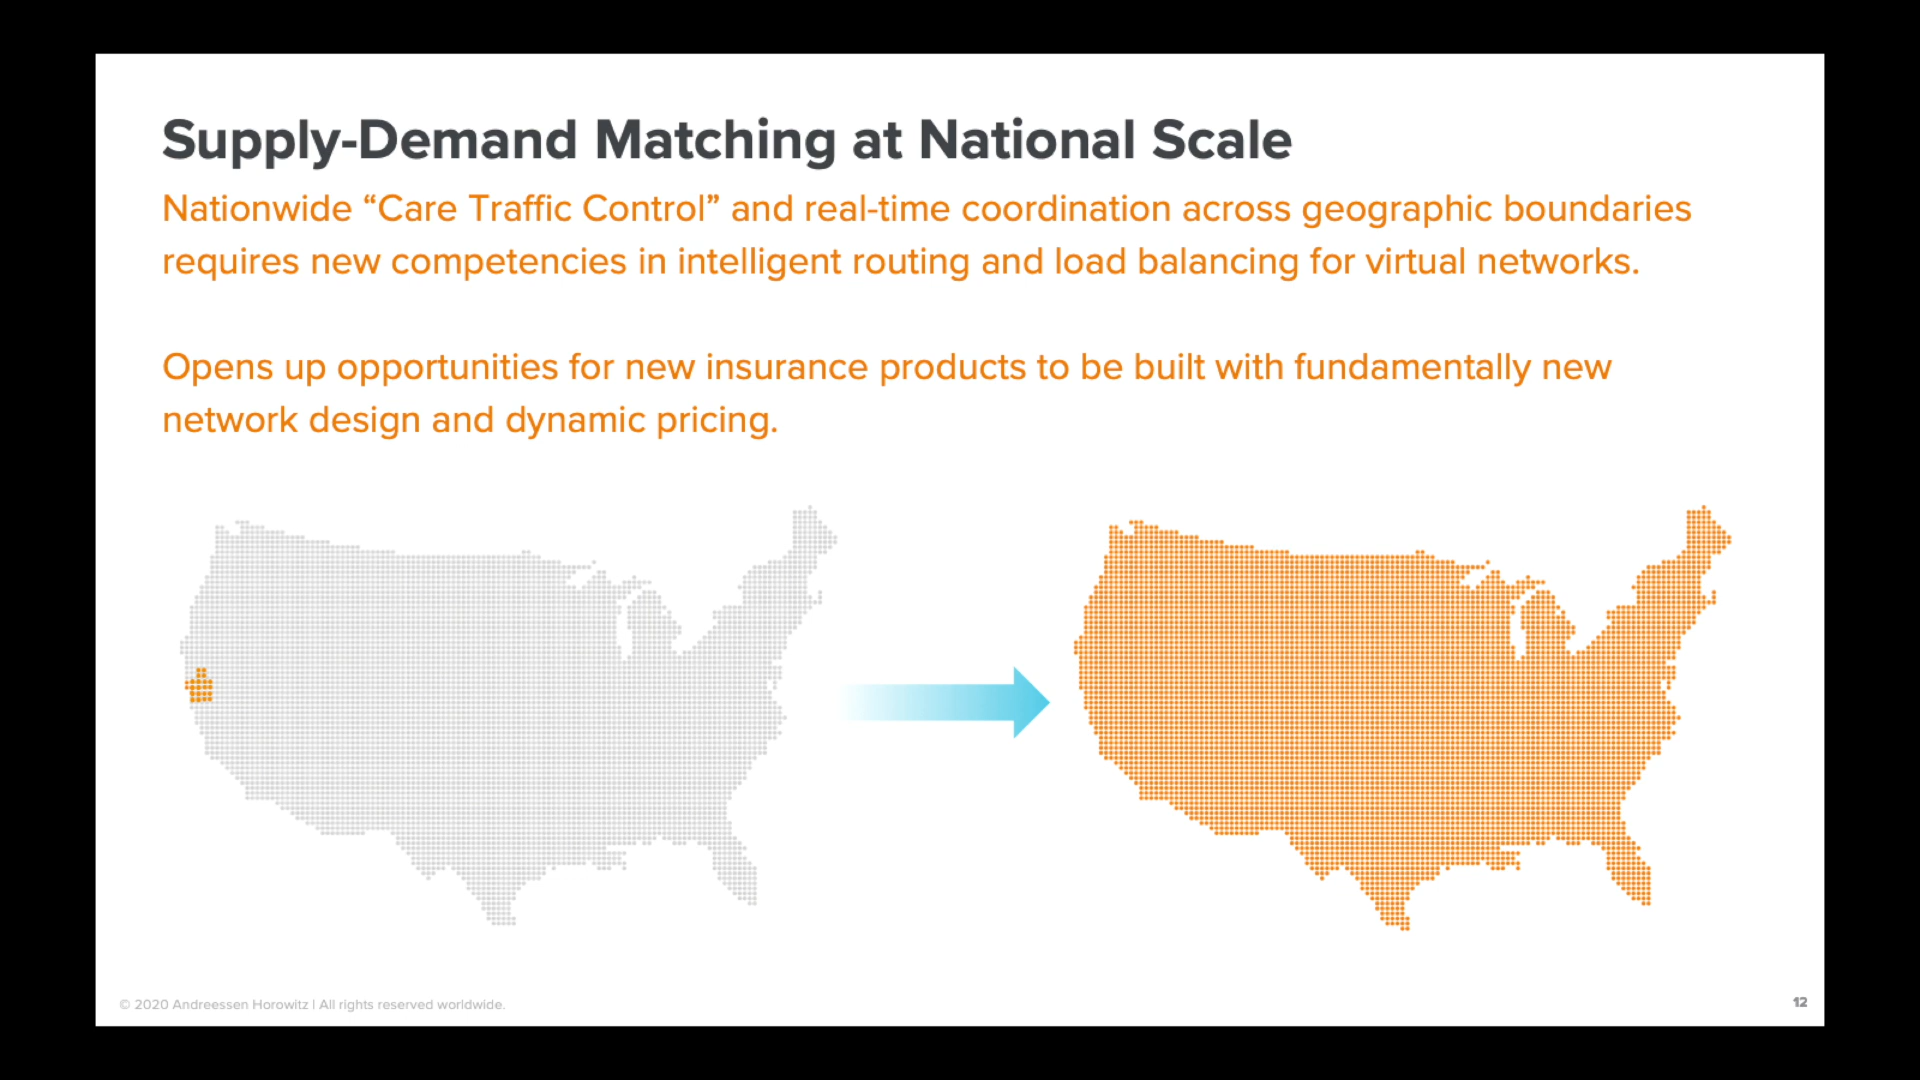 Supply-Demand Matching at National Scale
Nationwide “Care Traffic Control” and real-time coordination across geographic boundaries
requires new competencies in intelligent routing and load balancing for virtual networks.
Opens up opportunities for new insurance products to be built with fundamentally new
network design and dynamic pricing.
© 2020 Andreessen Horowitz | All rights reserved worldwide.
12